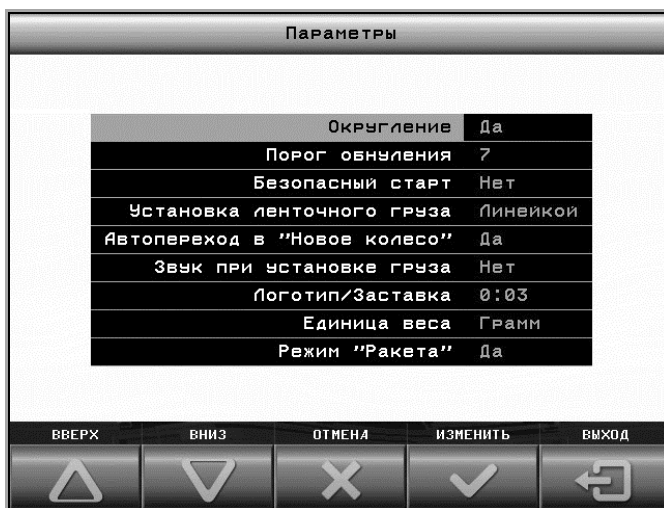 Параметры
Округление Да
Порог обнуления 7
Безопасный старт Нет
Установка ленточного груза Линейкой
Автопереход в "Новое колесо" Да
Звук при установке груза Нет
Логотип/Заставка 0:03
Единица веса Грамм
Режим "Ракета" Да
ВВЕРХ ВНИЗ ОТМЕНА ИЗМЕНИТЬ ВЫХОД